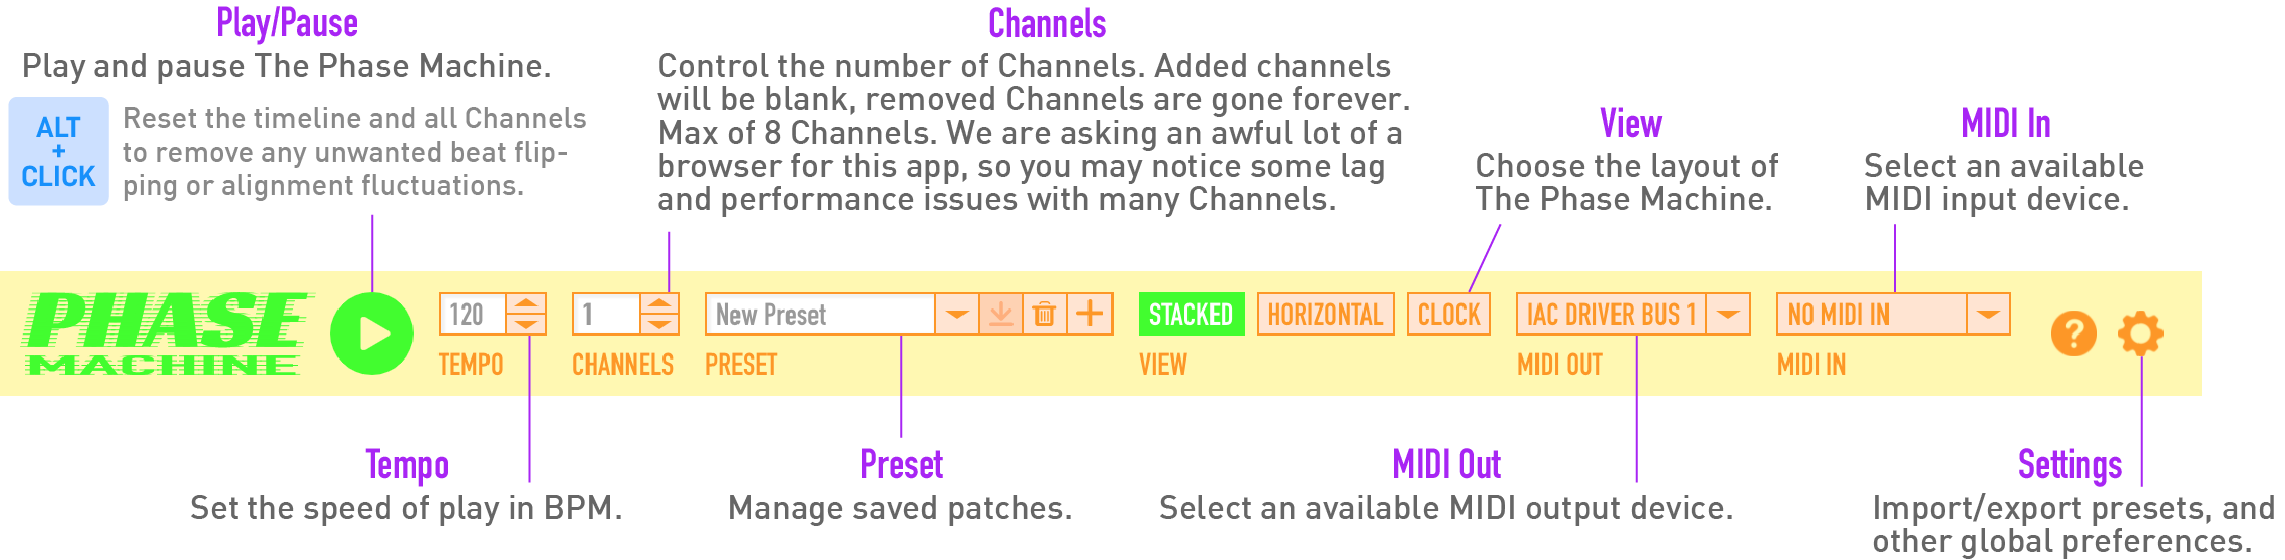 Play/Pause
Play and pause The Phase Machine.
ALT
+
CLICK
Reset the timeline and all Channels
to remove any unwanted beat flip-
ping or alignment fluctuations.
Channels
Control the number of Channels. Added channels
will be blank, removed Channels are gone forever.
Max of 8 Channels. We are asking an awful lot of a
browser for this app, so you may notice some lag
and performance issues with many Channels.
View
Choose the layout of
The Phase Machine.
MIDI In
Select an available
MIDI input device.
PHASE
MACHINE
120
TEMPO
1
CHANNELS
New Preset
PRESET
STACKED
HORIZONTAL
CLOCK
VIEW
IAC DRIVER BUS 1
MIDI OUT
NO MIDI IN
MIDI IN
?
Tempo
Set the speed of play in BPM.
Preset
Manage saved patches.
MIDI Out
Select an available MIDI output device.
Settings
Import/export presets, and
other global preferences.